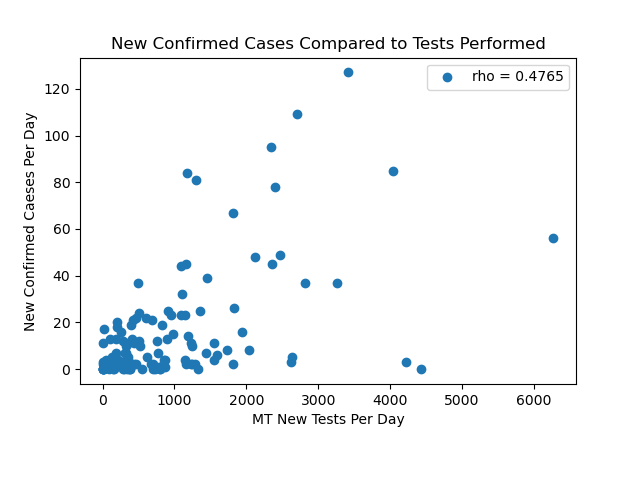 New Confirmed Cases Compared to Tests Performed
rho = 0.4765
New Confirmed Caeses Per Day
120
100
80
60
40
20
0
0 1000 2000 3000 4000 5000 6000
MT New Tests Per Day